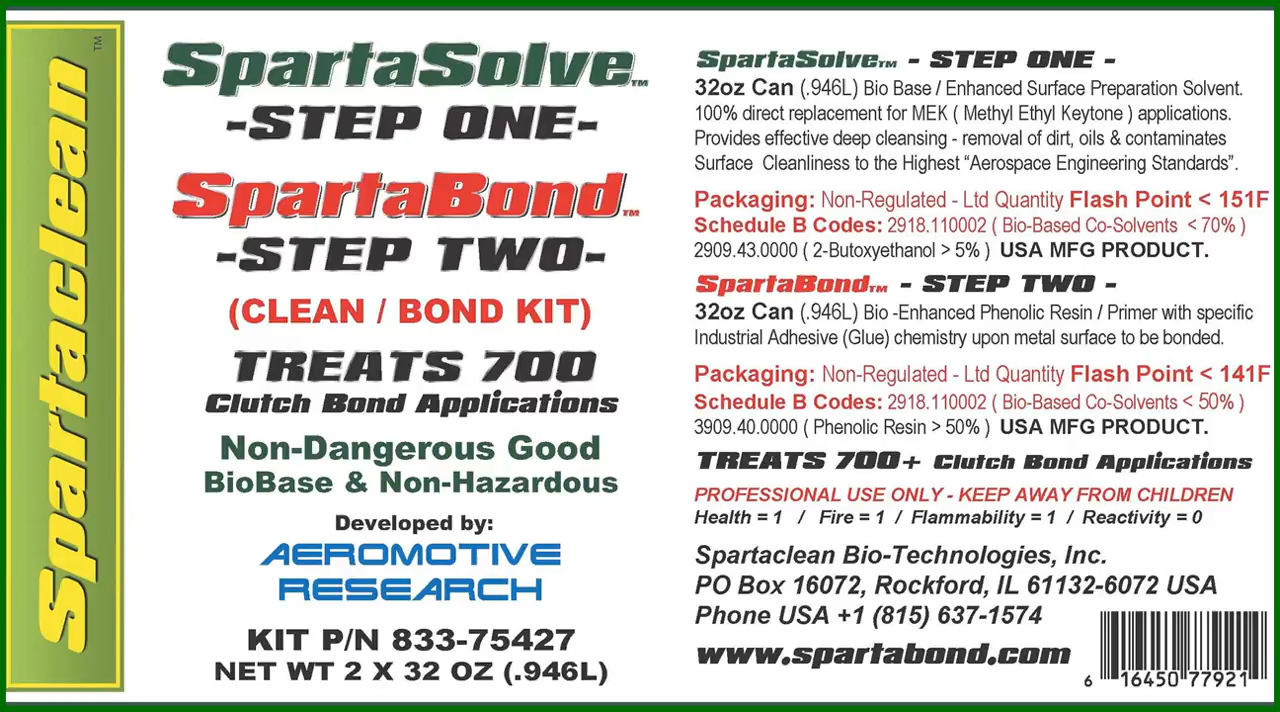 Spartaclean™
SpartaSolve™
-STEP ONE-
SpartaBond™
-STEP TWO-
(CLEAN / BOND KIT)
TREATS 700
Clutch Bond Applications
Non-Dangerous Good
BioBase & Non-Hazardous
Developed by:
AEROMOTIVE
RESEARCH
KIT P/N 833-75427
NET WT 2 X 32 OZ (.946L)
SpartaSolve™ - STEP ONE -
32oz Can (.946L) Bio Base / Enhanced Surface Preparation Solvent.
100% direct replacement for MEK ( Methyl Ethyl Keytone ) applications.
Provides effective deep cleansing - removal of dirt, oils & contaminates
Surface Cleanliness to the Highest “Aerospace Engineering Standards”.
Packaging: Non-Regulated - Ltd Quantity Flash Point < 151F
Schedule B Codes: 2918.110002 ( Bio-Based Co-Solvents < 70% )
2909.43.0000 ( 2-Butoxyethanol > 5% ) USA MFG PRODUCT.
SpartaBond™ - STEP TWO -
32oz Can (.946L) Bio -Enhanced Phenolic Resin / Primer with specific
Industrial Adhesive (Glue) chemistry upon metal surface to be bonded.
Packaging: Non-Regulated - Ltd Quantity Flash Point < 141F
Schedule B Codes: 2918.110002 ( Bio-Based Co-Solvents < 50% )
3909.40.0000 ( Phenolic Resin > 50% ) USA MFG PRODUCT.
TREATS 700+ Clutch Bond Applications
PROFESSIONAL USE ONLY - KEEP AWAY FROM CHILDREN
Health = 1 / Fire = 1 / Flammability = 1 / Reactivity = 0
Spartaclean Bio-Technologies, Inc.
PO Box 16072, Rockford, IL 61132-6072 USA
Phone USA +1 (815) 637-1574
www.spartabond.com
6 16450 77921